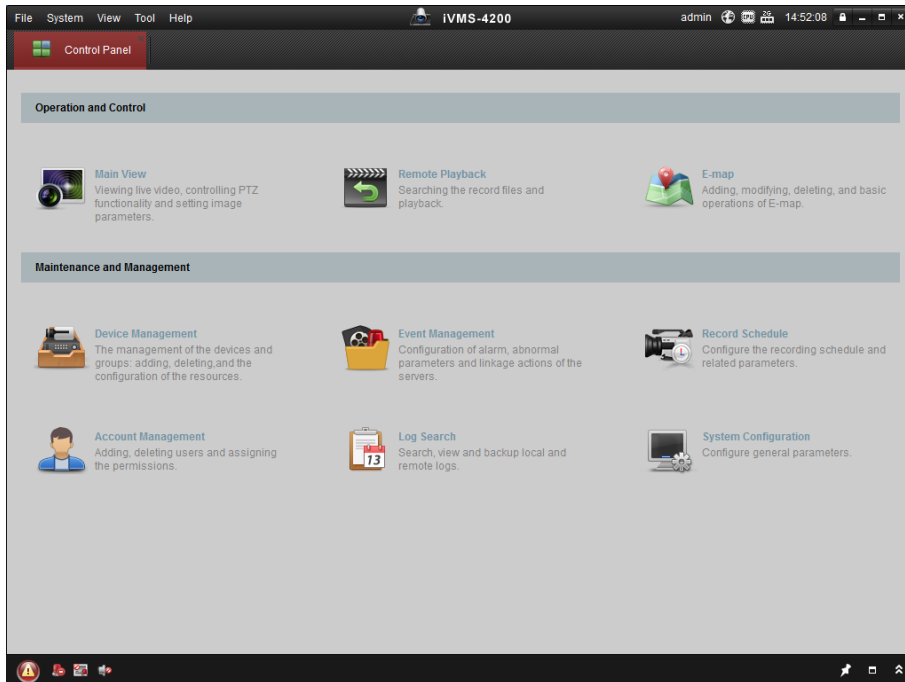 File System View Tool Help iVMS-4200 admin 14:52:08
Control Panel
Operation and Control
Main View
Viewing live video, controlling PTZ
functionality and setting image
parameters.
Remote Playback
Searching the record files and
playback.
E-map
Adding, modifying, deleting, and basic
operations of E-map.
Maintenance and Management
Device Management
The management of the devices and
groups: adding, deleting,and the
configuration of the resources.
Event Management
Configuration of alarm, abnormal
parameters and linkage actions of the
servers.
Record Schedule
Configure the recording schedule and
related parameters.
Account Management
Adding, deleting users and assigning
the permissions.
13
Log Search
Search, view and backup local and
remote logs.
System Configuration
Configure general parameters.